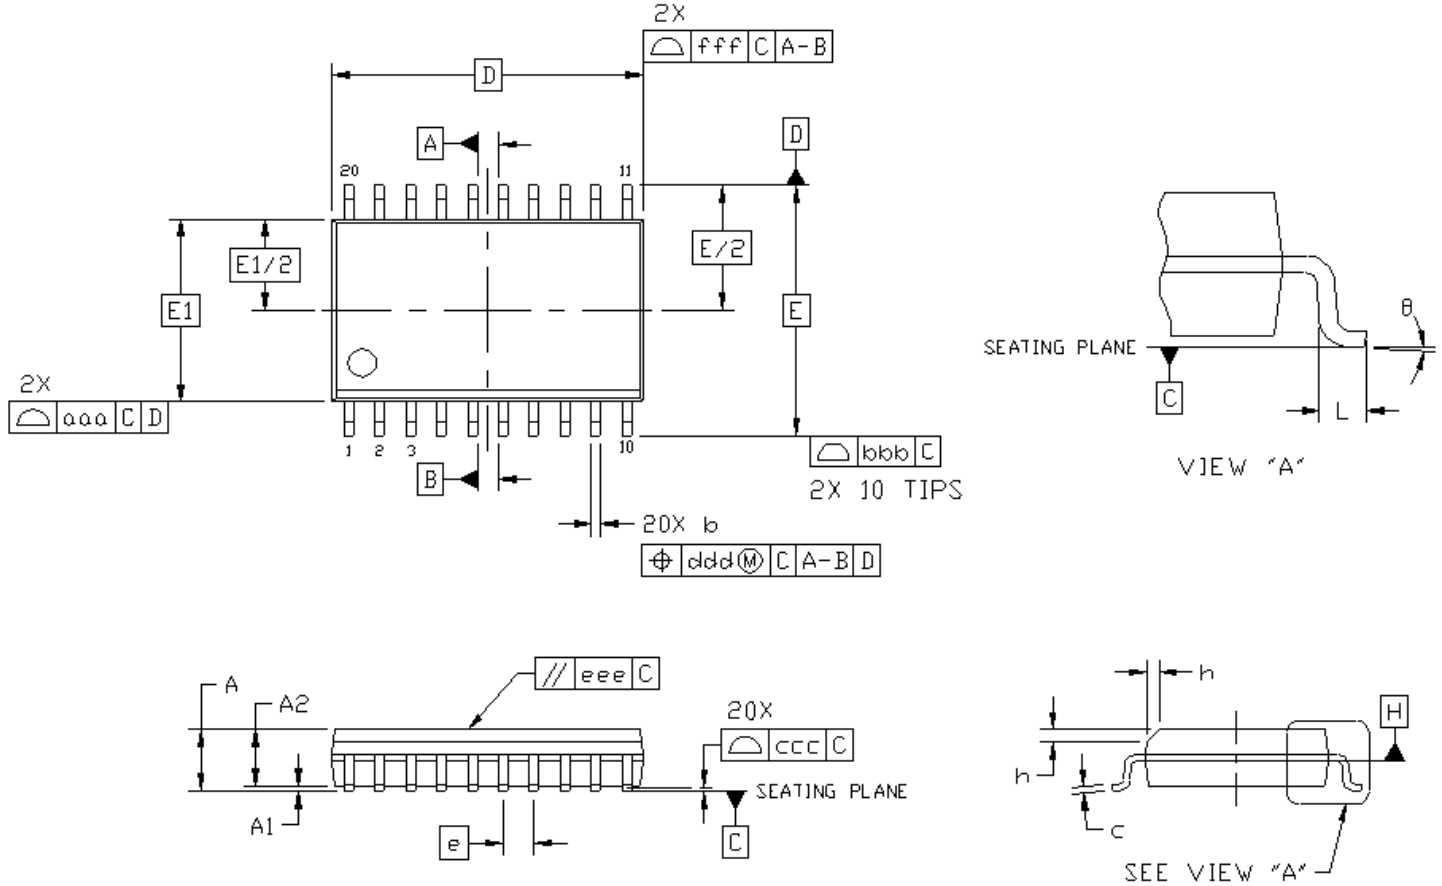 2X
fff C A-B
D
A
D
20
11
E1/2
E/2
E1
E
2X
aaa C D
1 2 3
10
B
bbb C
2X 10 TIPS
20X b
ddd Ⓜ C A-B D
θ
SEATING PLANE
C
L
VIEW "A"
A
A2
// eee C
20X
ccc C
SEATING PLANE
A1
e
C
h
H
h
c
SEE VIEW "A"